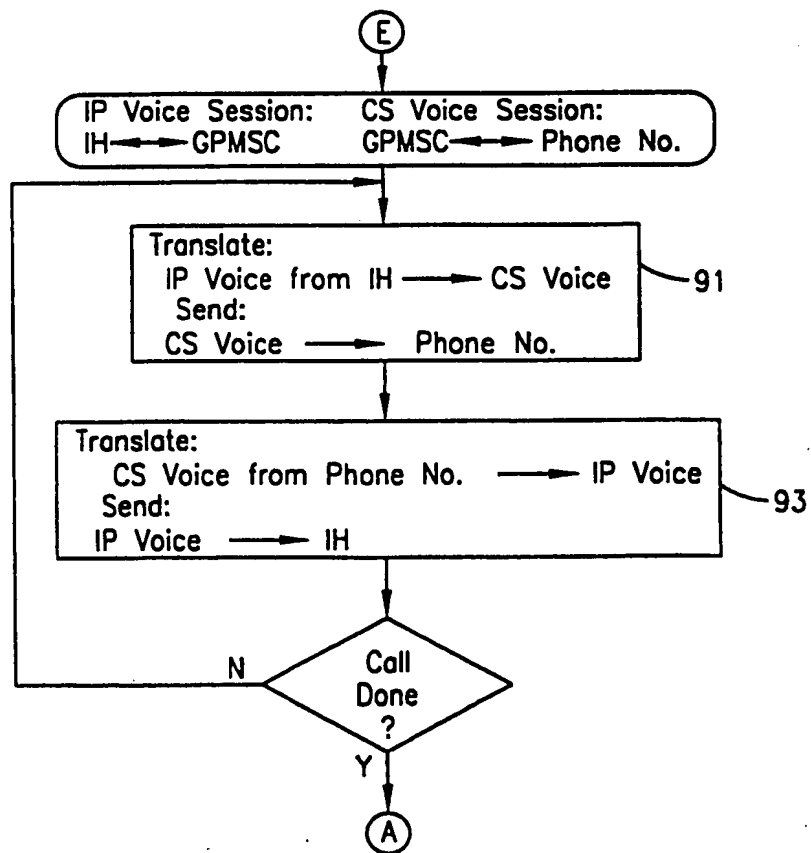 E
IP Voice Session: CS Voice Session:
IH GPMSC GPMSC Phone No.
Translate:
IP Voice from IH CS Voice
Send:
CS Voice Phone No.
91
Translate:
CS Voice from Phone No. IP Voice
Send:
IP Voice IH
93
Call
Done
?
N
Y
A